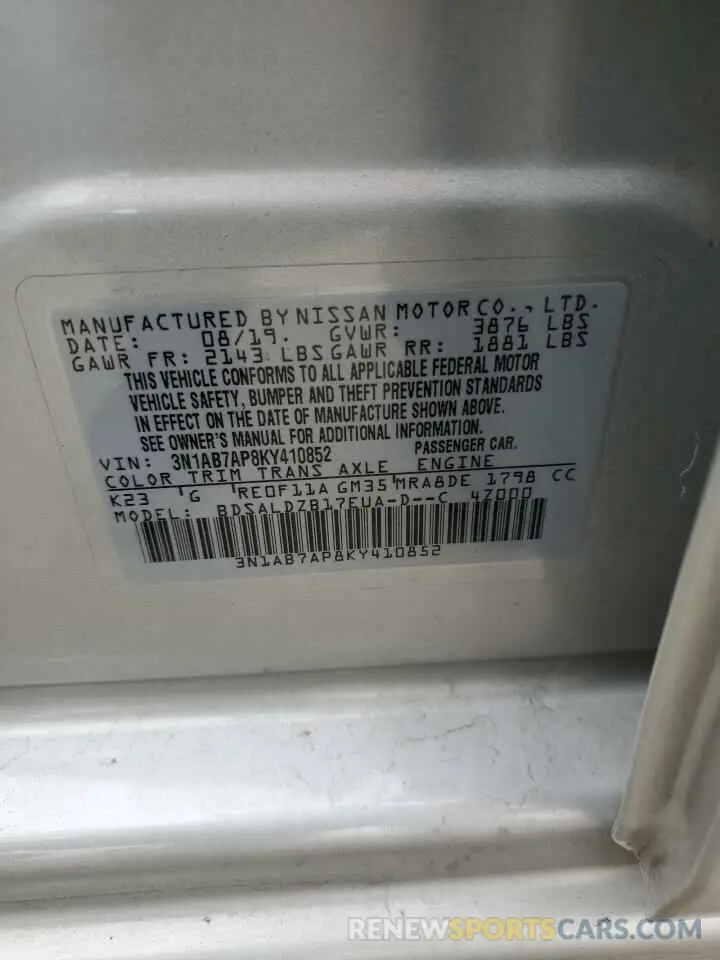 MANUFACTURED BY NISSAN MOTOR CO., LTD.
DATE: 08/19. GVWR: 3876 LBS
GAWR FR: 2143 LBS GAWR RR: 1881 LBS
THIS VEHICLE CONFORMS TO ALL APPLICABLE FEDERAL MOTOR
VEHICLE SAFETY, BUMPER AND THEFT PREVENTION STANDARDS
IN EFFECT ON THE DATE OF MANUFACTURE SHOWN ABOVE.
SEE OWNER'S MANUAL FOR ADDITIONAL INFORMATION.
VIN: 3N1AB7AP8KY410852 PASSENGER CAR.
COLOR TRIM TRANS AXLE ENGINE
K23 G RE0F11A GM35 MRA8DE 1798 CC
MODEL: BDSALDZB17EUA-D--C 47000
3N1AB7AP8KY410852
RENEWSPORTSCARS.COM